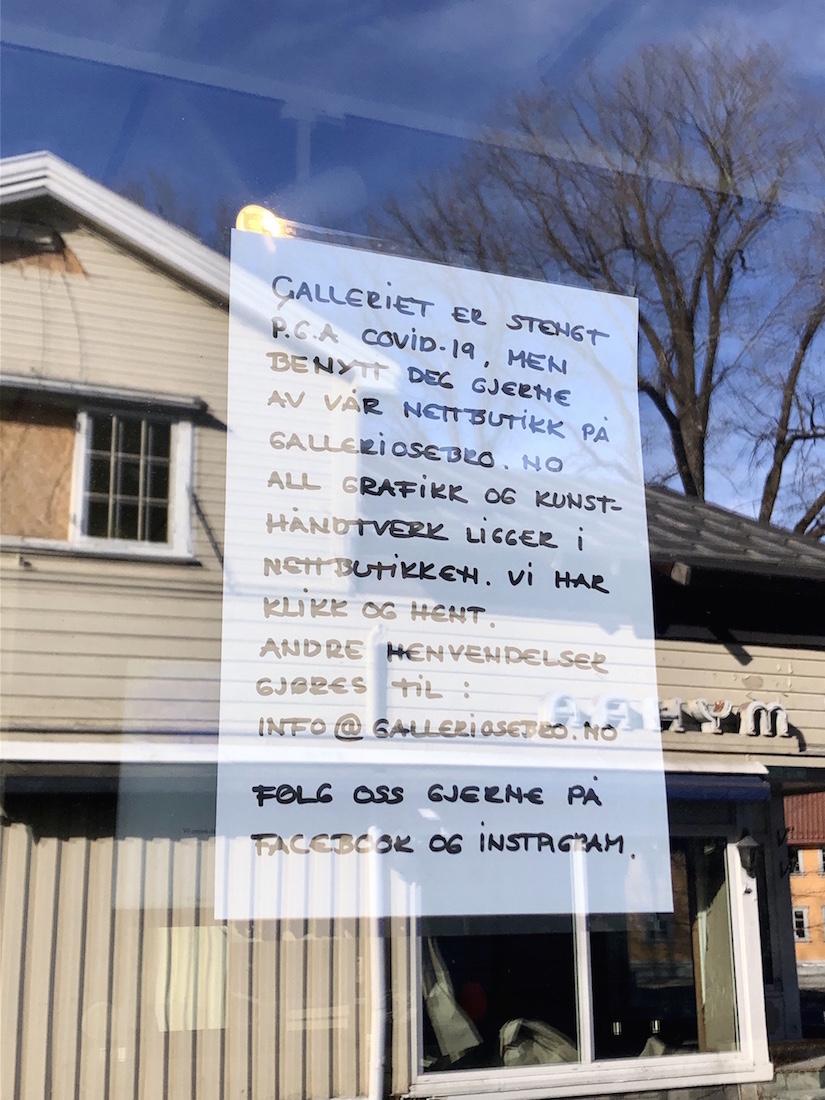 GALLERIET ER STENGT
P.G.A COVID-19, MEN
BENYTT DEG GJERNE
AV VÅR NETTBUTIKK PÅ
GALLERIOSEBRO.NO
ALL GRAFIKK OG KUNST-
HÅNDTVERK LIGGER I
NETTBUTIKKEN. VI HAR
KLIKK OG HENT.
ANDRE HENVENDELSER
GJØRES TIL :
INFO@GALLERIOSEBRO.NO
FØLG OSS GJERNE PÅ
FACEBOOK OG INSTAGRAM.